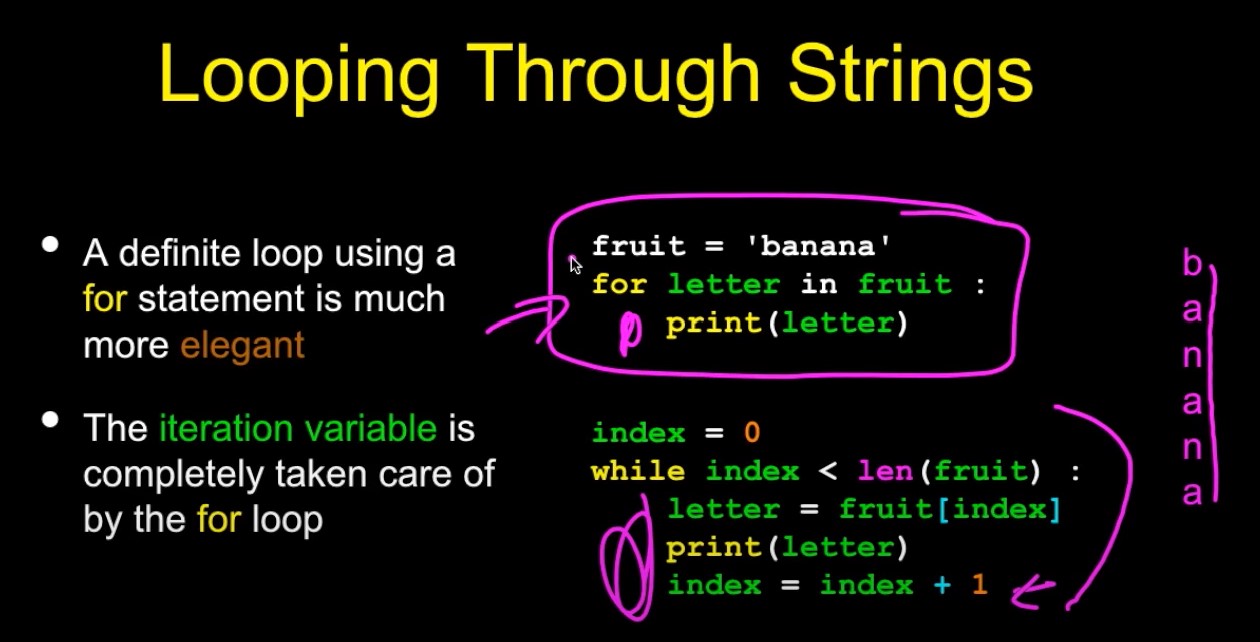 Looping Through Strings
• A definite loop using a
for statement is much
more elegant
• The iteration variable is
completely taken care of
by the for loop
fruit = 'banana'
for letter in fruit :
    print(letter)
index = 0
while index < len(fruit) :
    letter = fruit[index]
    print(letter)
    index = index + 1
b
a
n
a
n
a